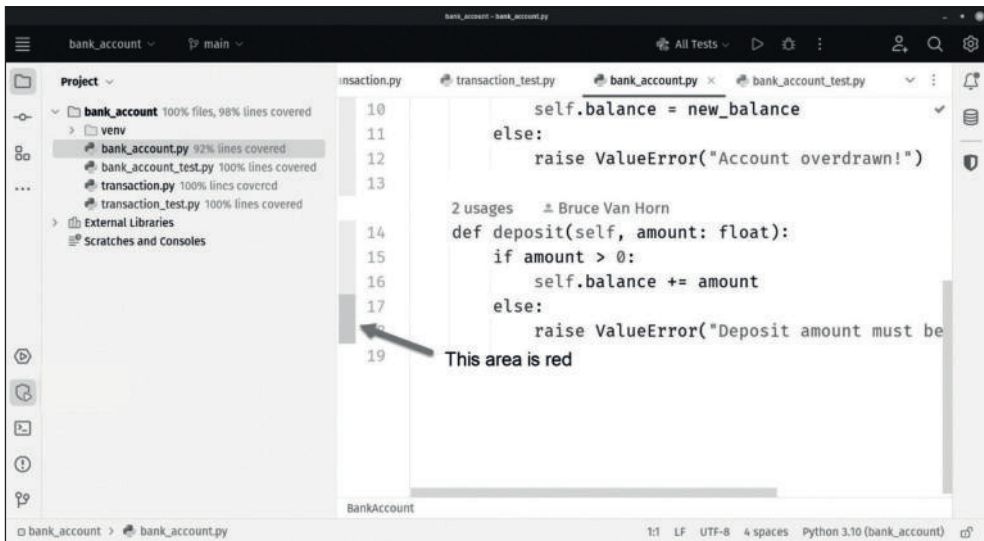 bank_account – bank_account.py
bank_account main All Tests
Project
bank_account 100% files, 98% lines covered
venv
bank_account.py 92% lines covered
bank_account_test.py 100% lines covered
transaction.py 100% lines covered
transaction_test.py 100% lines covered
External Libraries
Scratches and Consoles
nsaction.py transaction_test.py bank_account.py × bank_account_test.py
10 self.balance = new_balance
11 else:
12 raise ValueError("Account overdrawn!")
13
2 usages Bruce Van Horn
14 def deposit(self, amount: float):
15 if amount > 0:
16 self.balance += amount
17 else:
raise ValueError("Deposit amount must be
19
This area is red
BankAccount
bank_account > bank_account.py 1:1 LF UTF-8 4 spaces Python 3.10 (bank_account)